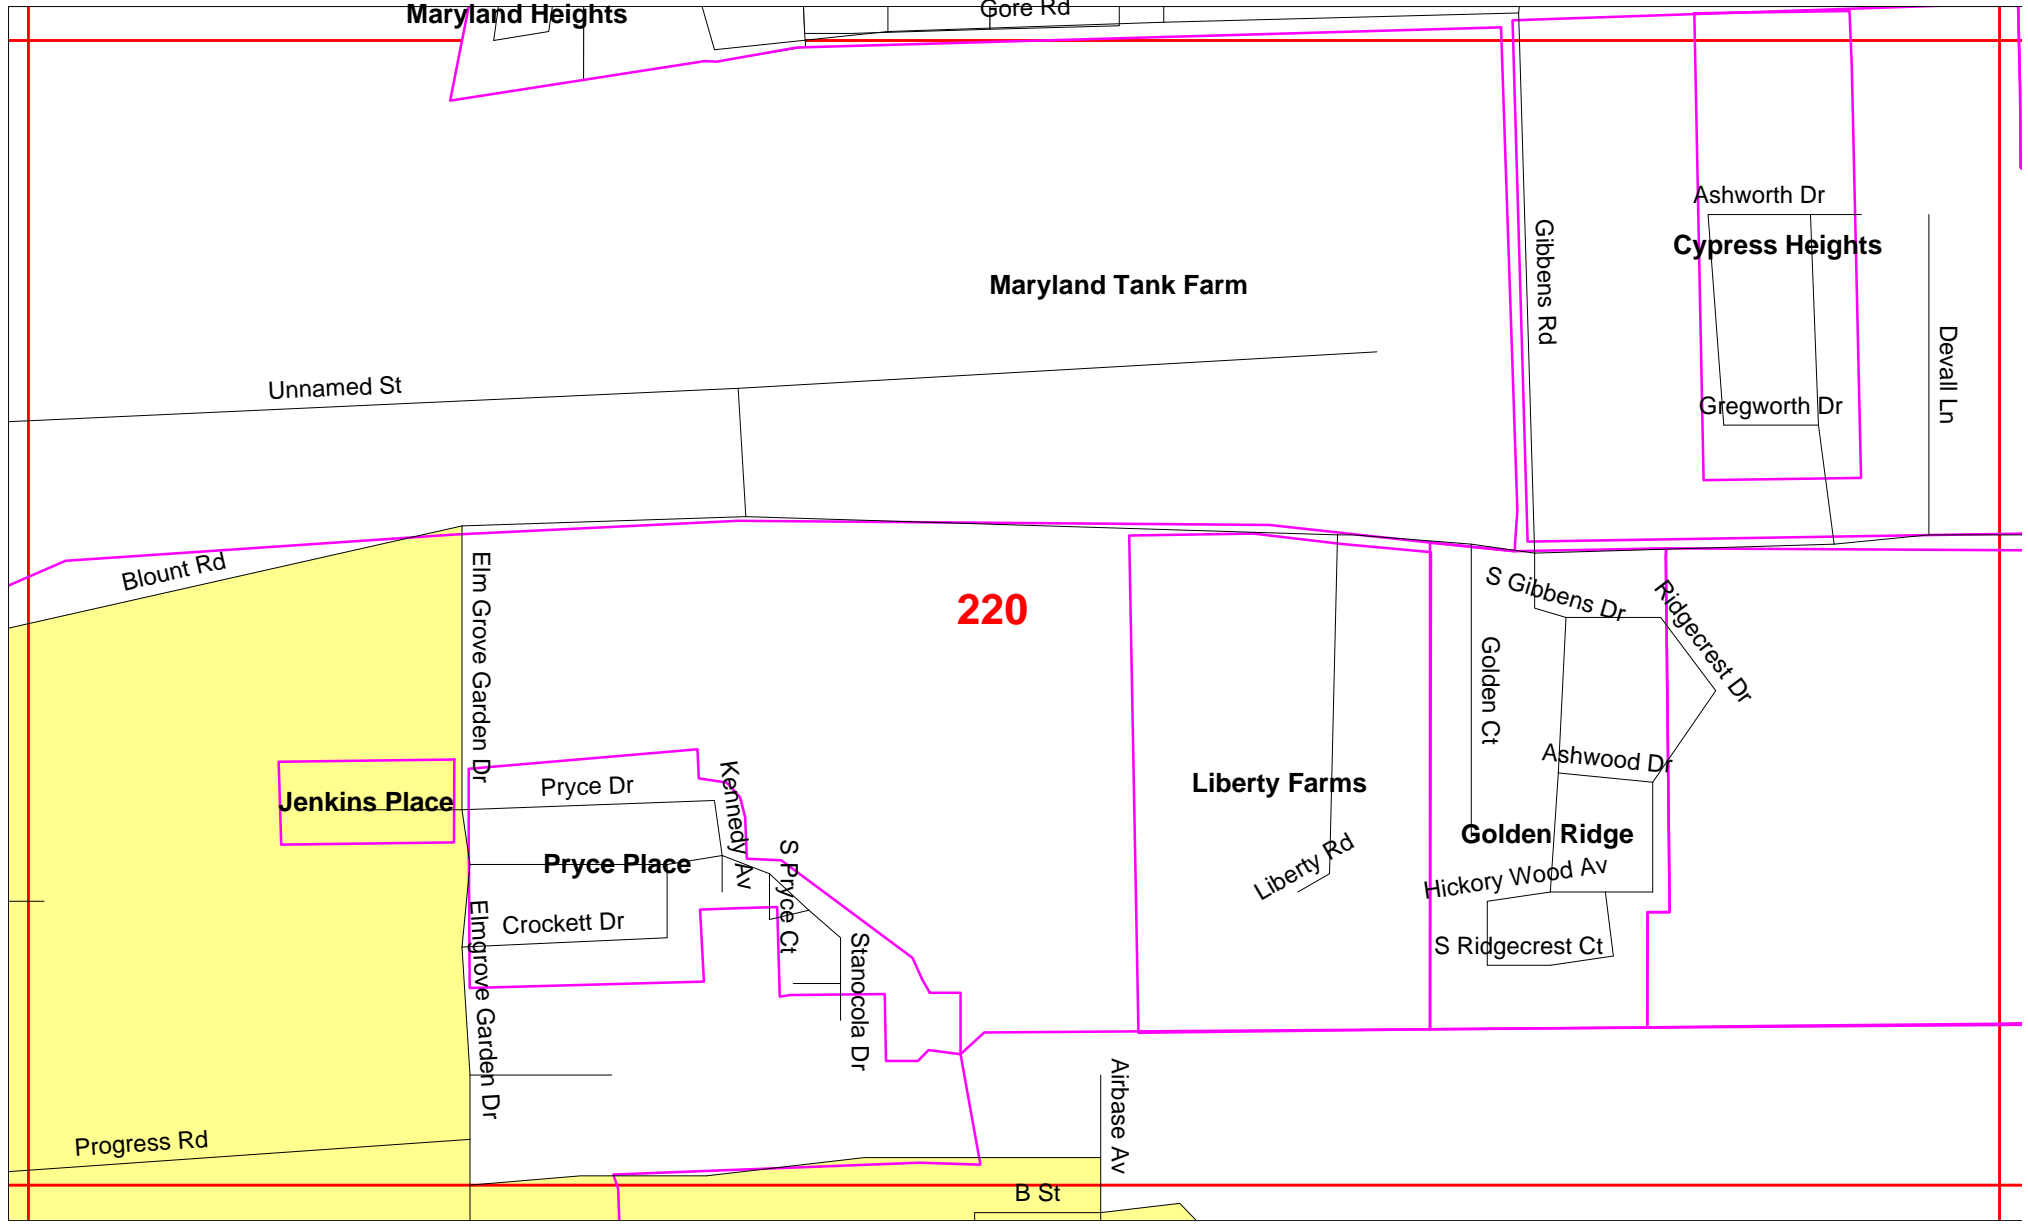 Maryland Heights
Gore Rd
Ashworth Dr
Cypress Heights
Gibbens Rd
Maryland Tank Farm
Devall Ln
Unnamed St
Gregworth Dr
Blount Rd
Elm Grove Garden Dr
220
S Gibbens Dr
Ridgecrest Dr
Golden Ct
Ashwood Dr
Jenkins Place
Pryce Dr
Kennedy Av
Liberty Farms
Golden Ridge
Pryce Place
S Pryce Ct
Liberty Rd
Hickory Wood Av
Crockett Dr
Elmgrove Garden Dr
Stanocola Dr
S Ridgecrest Ct
Airbase Av
Progress Rd
B St